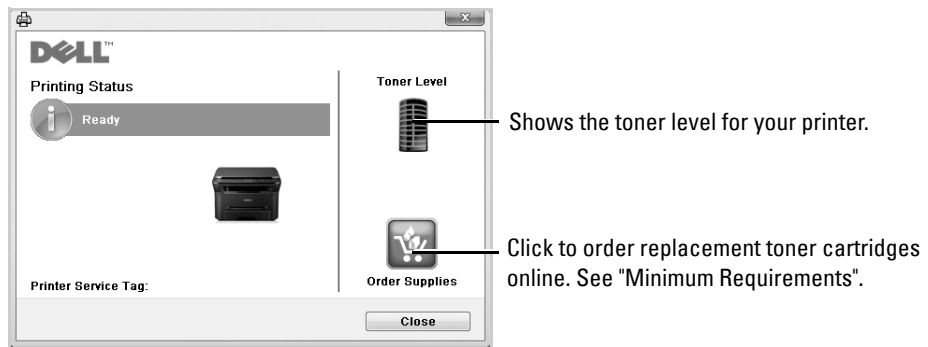 DELL™
Printing Status
Ready
Printer Service Tag:
Toner Level
Order Supplies
Close
Shows the toner level for your printer.
Click to order replacement toner cartridges
online. See "Minimum Requirements".